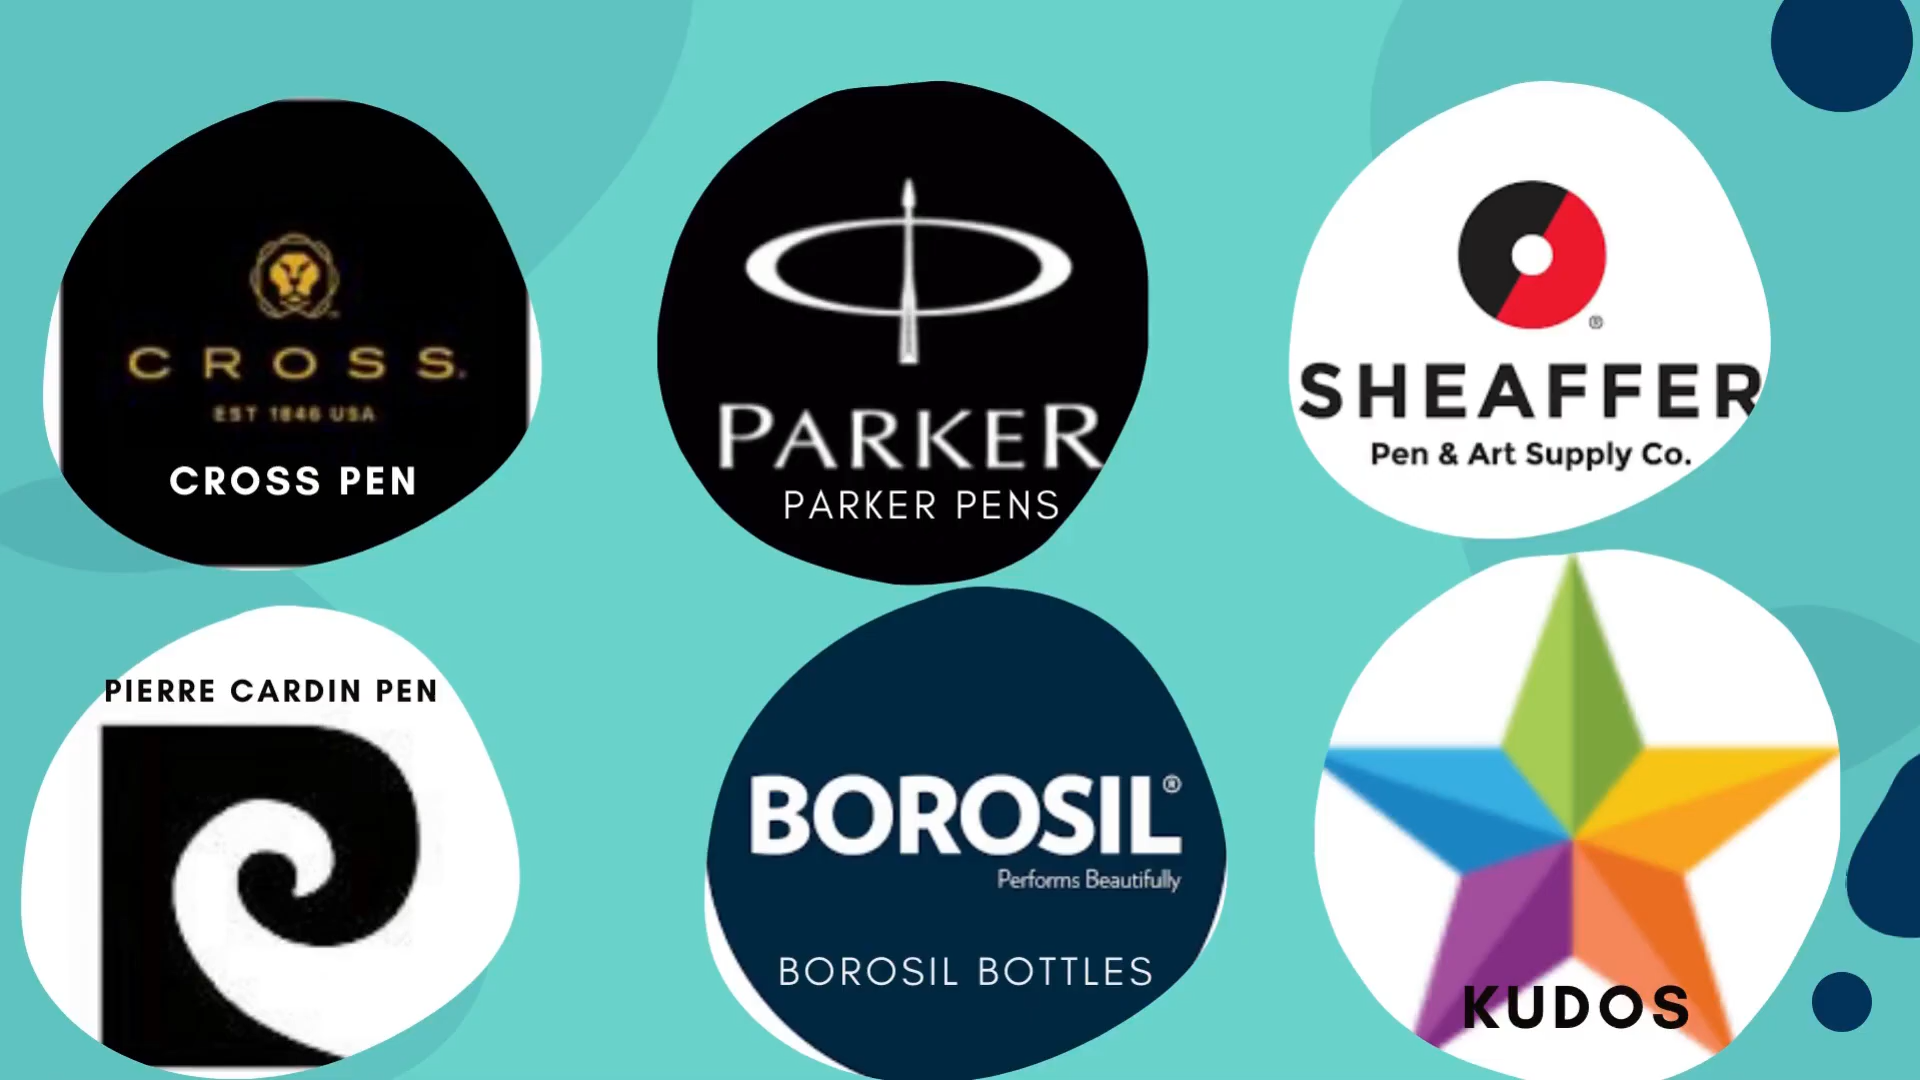 CROSS.
EST 1846 USA
CROSS PEN
PARKER
PARKER PENS
SHEAFFER
®
Pen & Art Supply Co.
PIERRE CARDIN PEN
BOROSIL®
Performs Beautifully
BOROSIL BOTTLES
KUDOS